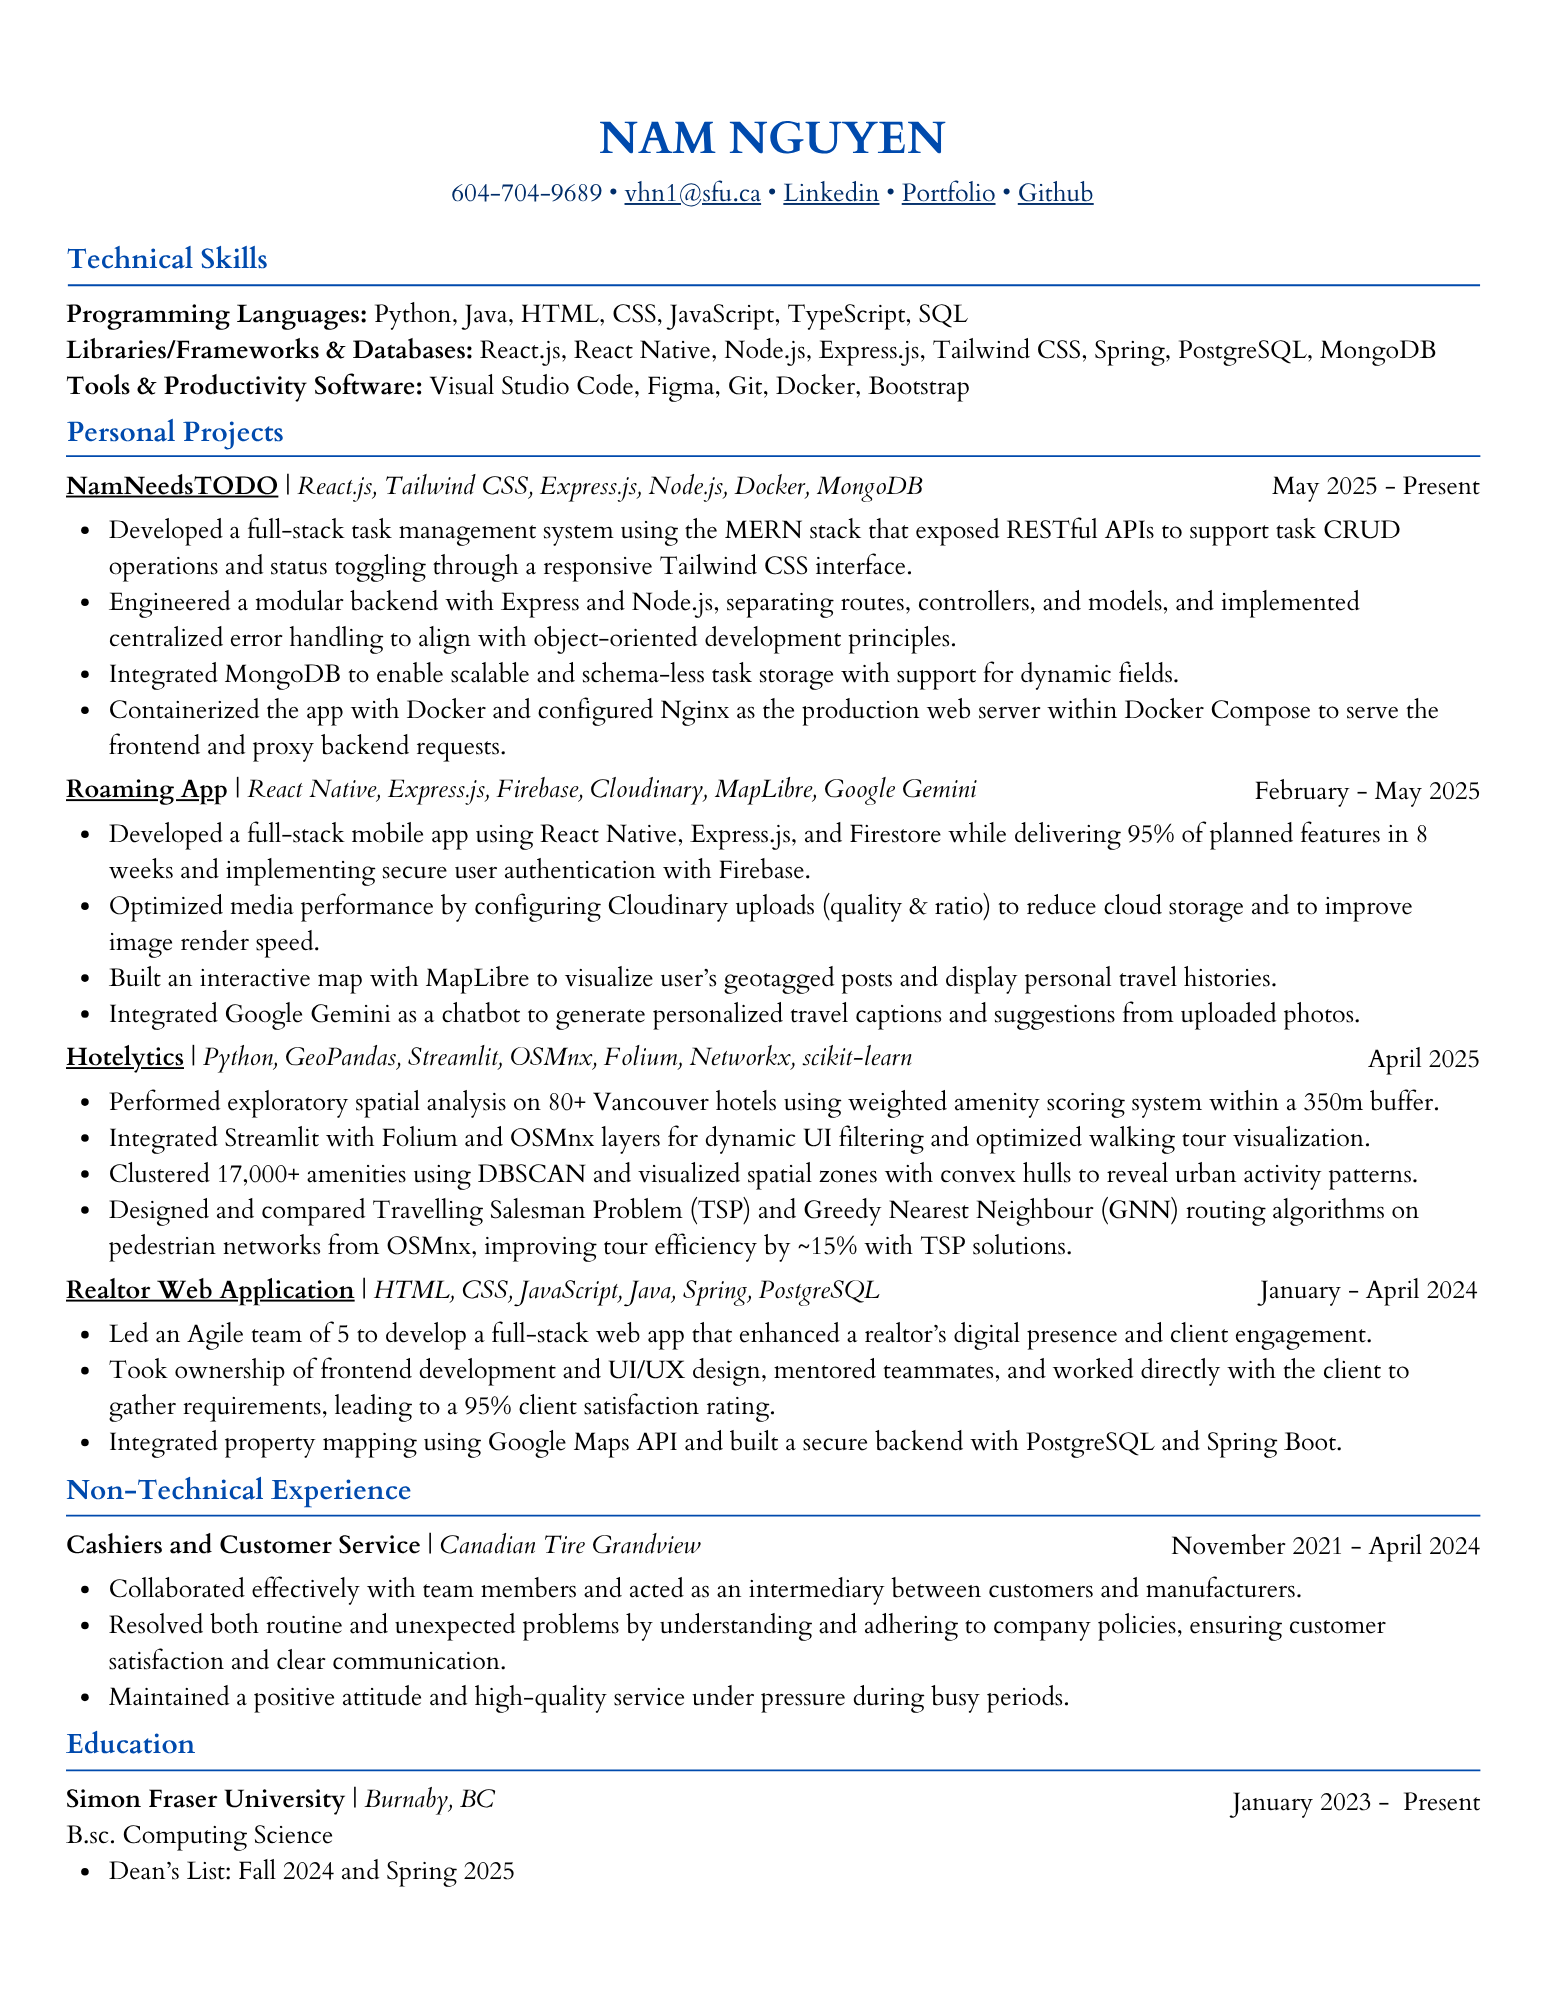 NAM NGUYEN
604-704-9689 • vhn1@sfu.ca • Linkedin • Portfolio • Github
Technical Skills
Programming Languages: Python, Java, HTML, CSS, JavaScript, TypeScript, SQL
Libraries/Frameworks & Databases: React.js, React Native, Node.js, Express.js, Tailwind CSS, Spring, PostgreSQL, MongoDB
Tools & Productivity Software: Visual Studio Code, Figma, Git, Docker, Bootstrap
Personal Projects
NamNeedsTODO | React.js, Tailwind CSS, Express.js, Node.js, Docker, MongoDB May 2025 - Present
• Developed a full-stack task management system using the MERN stack that exposed RESTful APIs to support task CRUD
operations and status toggling through a responsive Tailwind CSS interface.
• Engineered a modular backend with Express and Node.js, separating routes, controllers, and models, and implemented
centralized error handling to align with object-oriented development principles.
• Integrated MongoDB to enable scalable and schema-less task storage with support for dynamic fields.
• Containerized the app with Docker and configured Nginx as the production web server within Docker Compose to serve the
frontend and proxy backend requests.
Roaming App | React Native, Express.js, Firebase, Cloudinary, MapLibre, Google Gemini February - May 2025
• Developed a full-stack mobile app using React Native, Express.js, and Firestore while delivering 95% of planned features in 8
weeks and implementing secure user authentication with Firebase.
• Optimized media performance by configuring Cloudinary uploads (quality & ratio) to reduce cloud storage and to improve
image render speed.
• Built an interactive map with MapLibre to visualize user’s geotagged posts and display personal travel histories.
• Integrated Google Gemini as a chatbot to generate personalized travel captions and suggestions from uploaded photos.
Hotelytics | Python, GeoPandas, Streamlit, OSMnx, Folium, Networkx, scikit-learn April 2025
• Performed exploratory spatial analysis on 80+ Vancouver hotels using weighted amenity scoring system within a 350m buffer.
• Integrated Streamlit with Folium and OSMnx layers for dynamic UI filtering and optimized walking tour visualization.
• Clustered 17,000+ amenities using DBSCAN and visualized spatial zones with convex hulls to reveal urban activity patterns.
• Designed and compared Travelling Salesman Problem (TSP) and Greedy Nearest Neighbour (GNN) routing algorithms on
pedestrian networks from OSMnx, improving tour efficiency by ~15% with TSP solutions.
Realtor Web Application | HTML, CSS, JavaScript, Java, Spring, PostgreSQL January - April 2024
• Led an Agile team of 5 to develop a full-stack web app that enhanced a realtor’s digital presence and client engagement.
• Took ownership of frontend development and UI/UX design, mentored teammates, and worked directly with the client to
gather requirements, leading to a 95% client satisfaction rating.
• Integrated property mapping using Google Maps API and built a secure backend with PostgreSQL and Spring Boot.
Non-Technical Experience
Cashiers and Customer Service | Canadian Tire Grandview November 2021 - April 2024
• Collaborated effectively with team members and acted as an intermediary between customers and manufacturers.
• Resolved both routine and unexpected problems by understanding and adhering to company policies, ensuring customer
satisfaction and clear communication.
• Maintained a positive attitude and high-quality service under pressure during busy periods.
Education
Simon Fraser University | Burnaby, BC January 2023 - Present
B.sc. Computing Science
• Dean’s List: Fall 2024 and Spring 2025